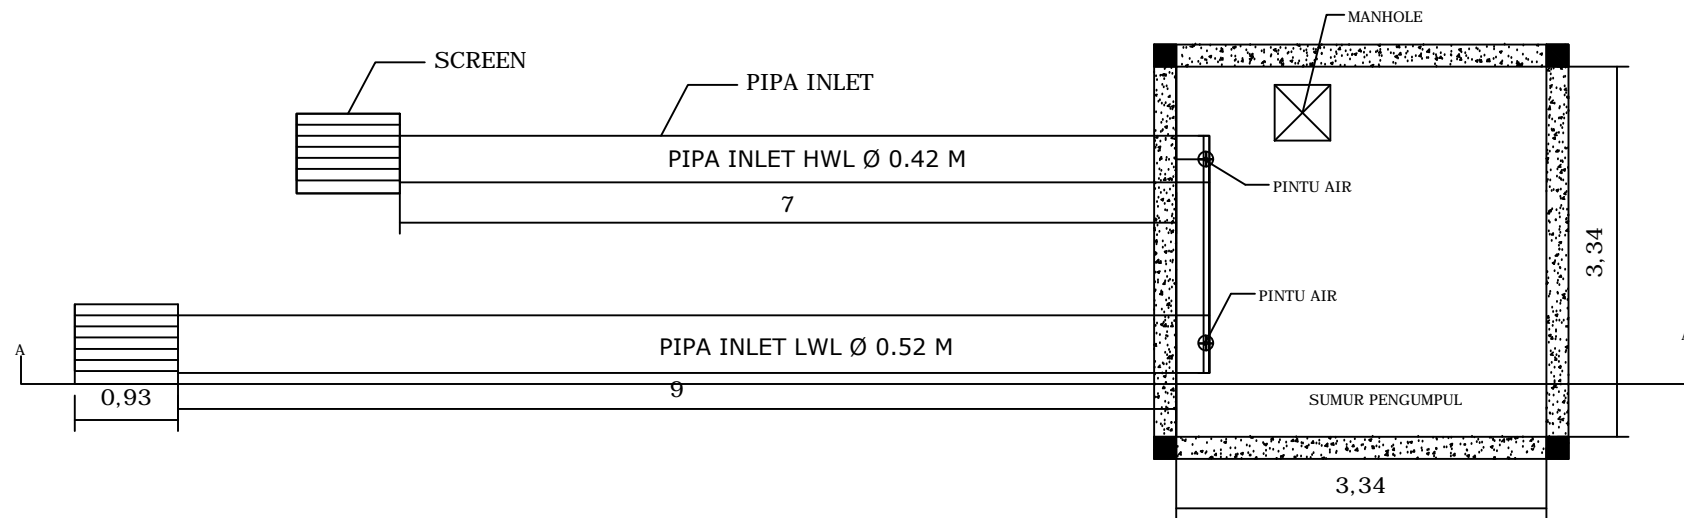 MANHOLE
SCREEN
PIPA INLET
PIPA INLET HWL Ø 0.42 M
PINTU AIR
7
3,34
PINTU AIR
A
PIPA INLET LWL Ø 0.52 M
9
0,93
SUMUR PENGUMPUL
3,34